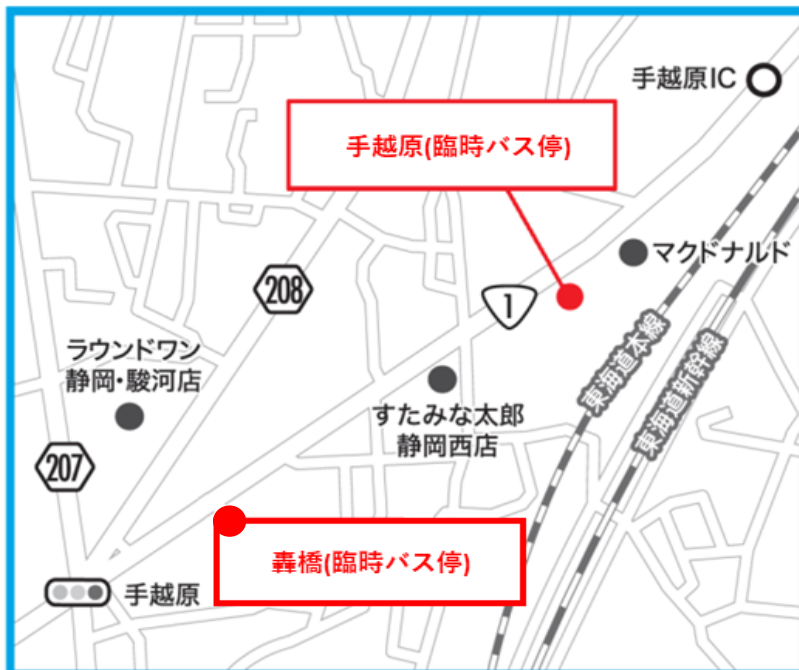 手越原IC
手越原(臨時バス停)
マクドナルド
208
1
ラウンドワン
静岡・駿河店
東海道本線
東海道新幹線
すたみな太郎
静岡西店
207
轟橋(臨時バス停)
手越原